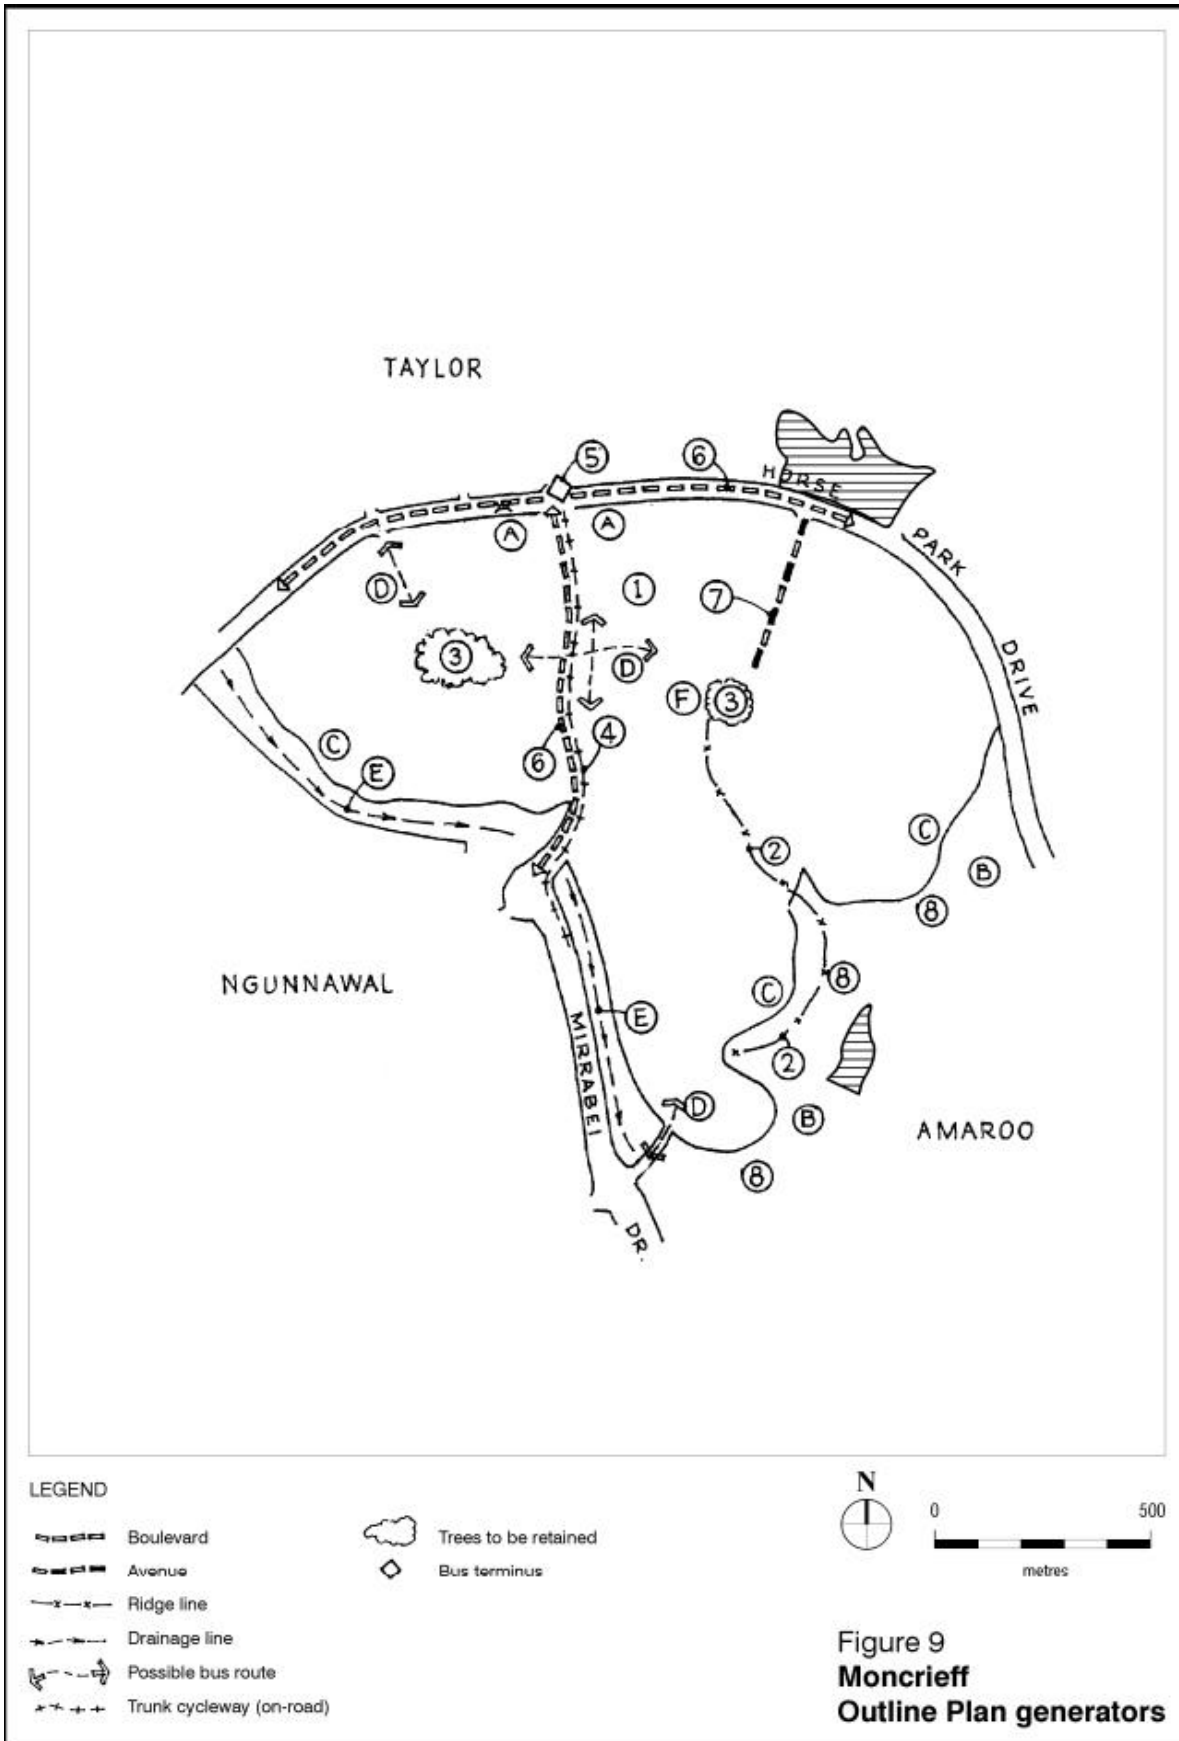 TAYLOR
5
6
HORSE
A
A
PARK
D
1
7
3
D
F
3
DRIVE
C
6
4
E
2
C
B
8
NGUNNAWAL
C
8
E
MIRRABEI
2
D
B
AMAROO
8
DR.
LEGEND
Boulevard
Avenue
Ridge line
Drainage line
Possible bus route
Trunk cycleway (on-road)
Trees to be retained
Bus terminus
N
0 500
metres
Figure 9
Moncrieff
Outline Plan generators